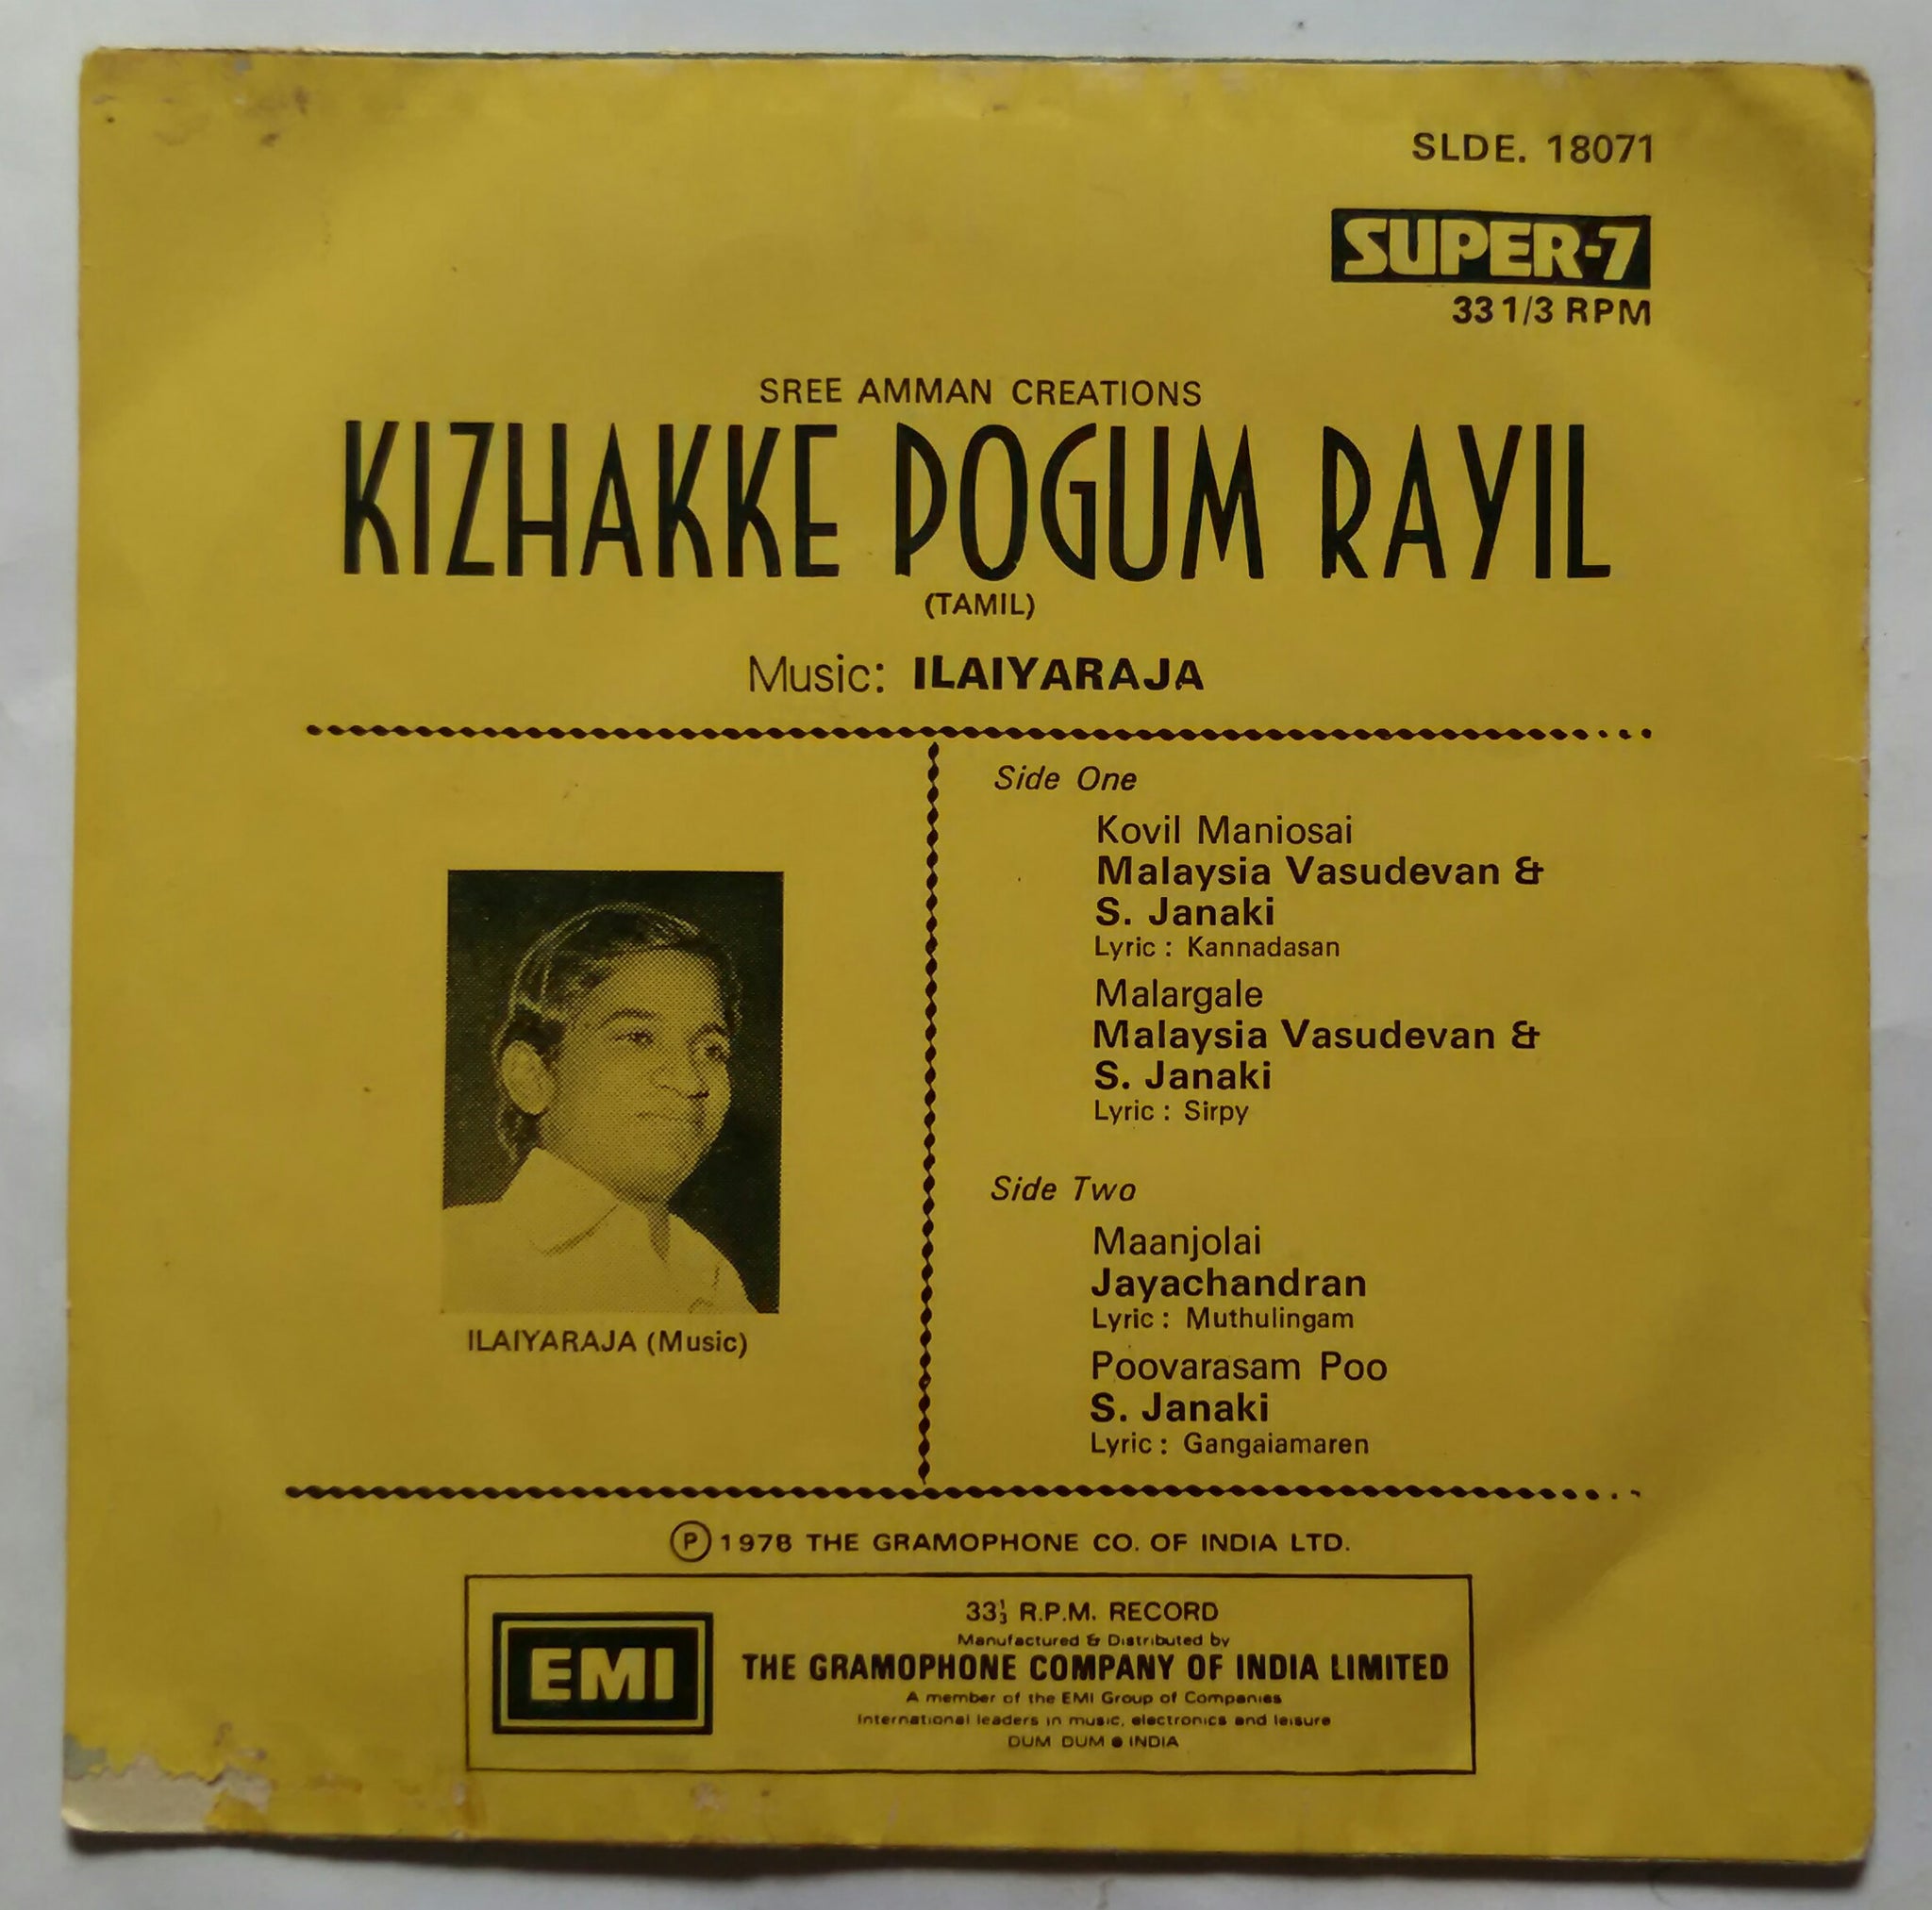 SLDE. 18071
SUPER-7
33 1/3 RPM
SREE AMMAN CREATIONS
KIZHAKKE POGUM RAYIL
(TAMIL)
Music: ILAIYARAJA
Side One
Kovil Maniosai
Malaysia Vasudevan &
S. Janaki
Lyric : Kannadasan
Malargale
Malaysia Vasudevan &
S. Janaki
Lyric : Sirpy
Side Two
Maanjolai
Jayachandran
Lyric : Muthulingam
Poovarasam Poo
S. Janaki
Lyric : Gangaiamaren
ILAIYARAJA (Music)
Ⓟ 1978 THE GRAMOPHONE CO. OF INDIA LTD.
EMI
33⅓ R.P.M. RECORD
Manufactured & Distributed by
THE GRAMOPHONE COMPANY OF INDIA LIMITED
A member of the EMI Group of Companies
International leaders in music, electronics and leisure
DUM DUM ● INDIA